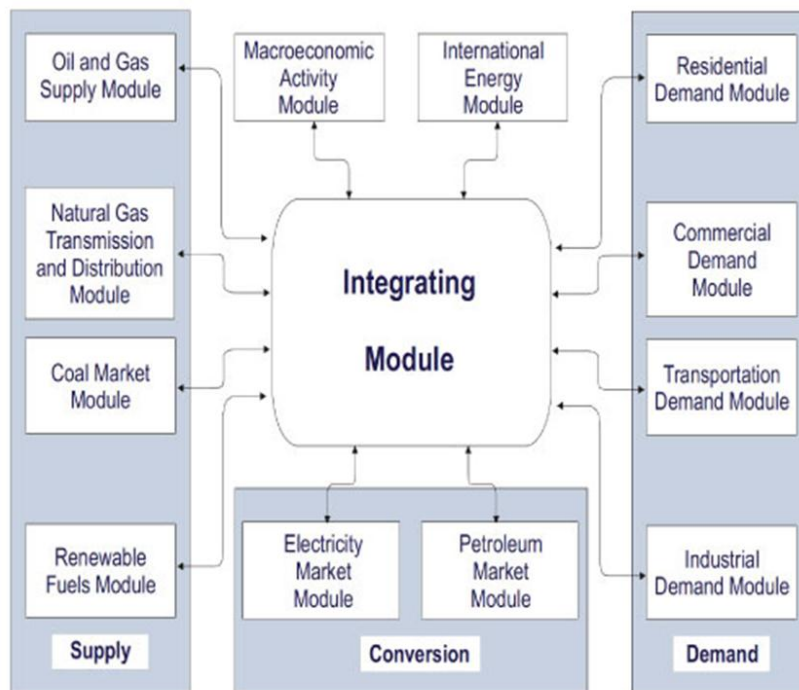 Oil and Gas
Supply Module
Natural Gas
Transmission
and Distribution
Module
Coal Market
Module
Renewable
Fuels Module
Supply
Macroeconomic
Activity
Module
International
Energy
Module
Integrating
Module
Electricity
Market
Module
Petroleum
Market
Module
Conversion
Residential
Demand Module
Commercial
Demand
Module
Transportation
Demand Module
Industrial
Demand Module
Demand